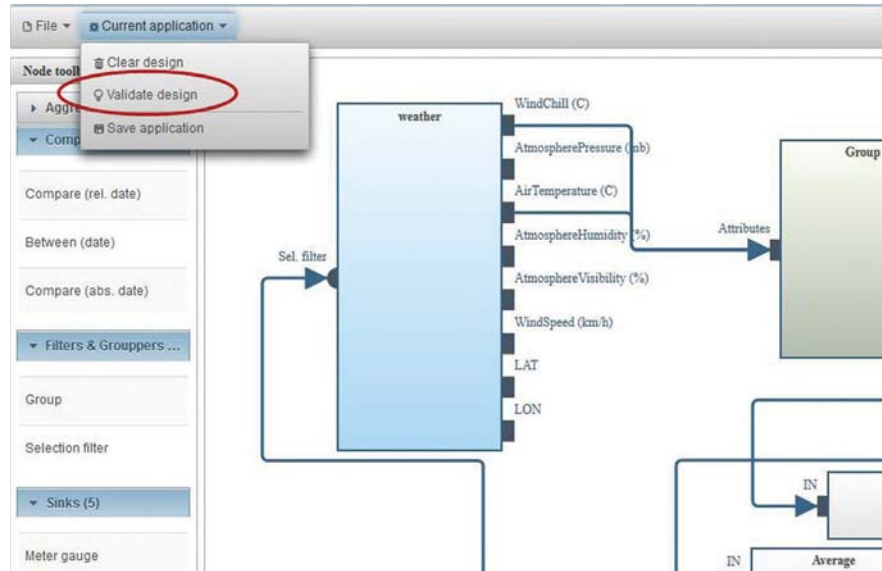 File
Current application
Clear design
Validate design
Save application
Node toolb
Aggre
Comp
Compare (rel. date)
Between (date)
Compare (abs. date)
Filters & Grouppers ...
Group
Selection filter
Sinks (5)
Meter gauge
weather
Sel. filter
WindChill (C)
AtmospherePressure (mb)
AirTemperature (C)
AtmosphereHumidity (%)
AtmosphereVisibility (%)
WindSpeed (km/h)
LAT
LON
Attributes
Group
IN
IN
Average